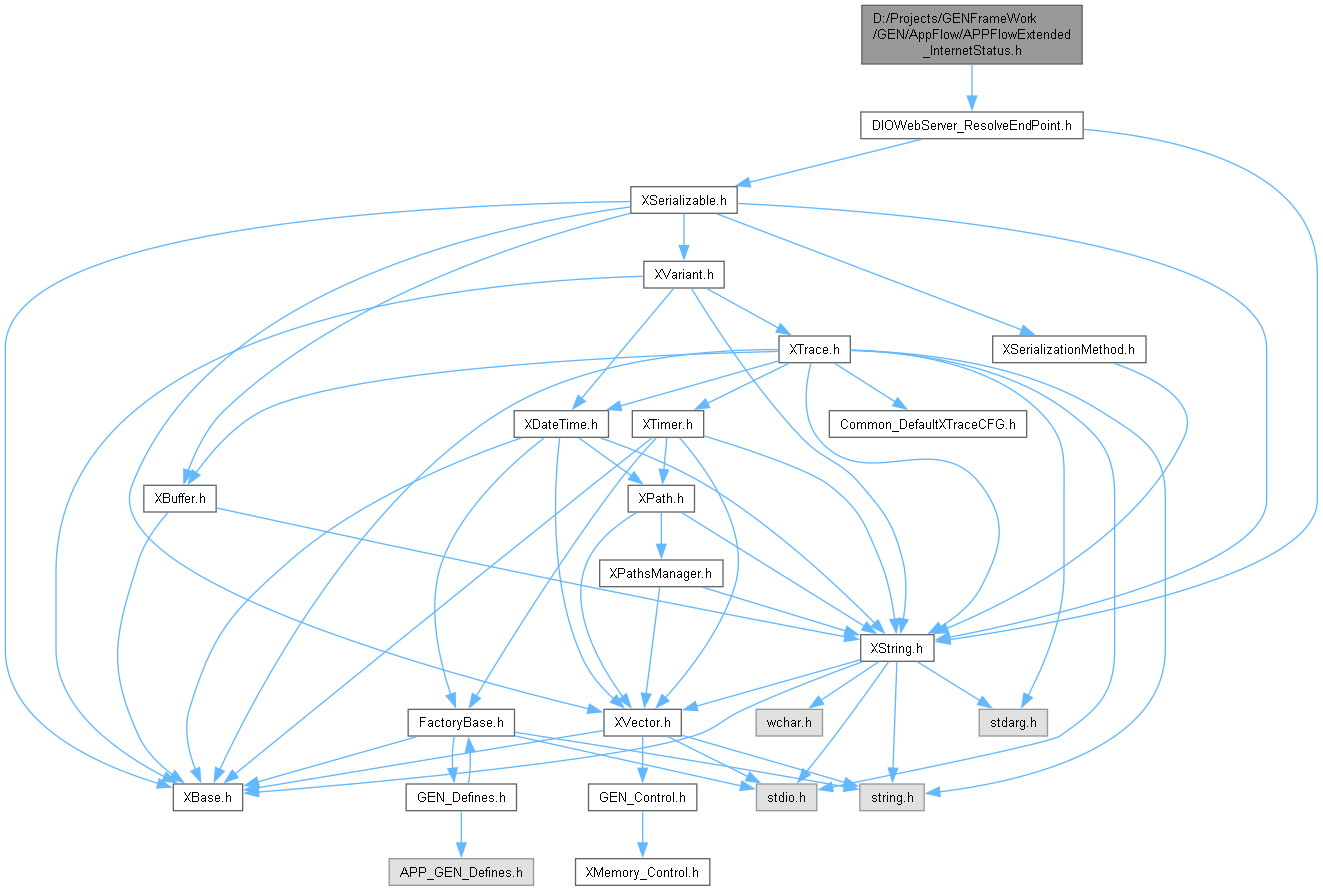 D:/Projects/GENFrameWork
/GEN/AppFlow/APPFlowExtended
_InternetStatus.h
DIOWebServer_ResolveEndPoint.h
XSerializable.h
XVariant.h
XTrace.h
XSerializationMethod.h
XDateTime.h
XTimer.h
Common_DefaultXTraceCFG.h
XBuffer.h
XPath.h
XPathsManager.h
XString.h
FactoryBase.h
XVector.h
wchar.h
stdarg.h
XBase.h
GEN_Defines.h
GEN_Control.h
stdio.h
string.h
APP_GEN_Defines.h
XMemory_Control.h